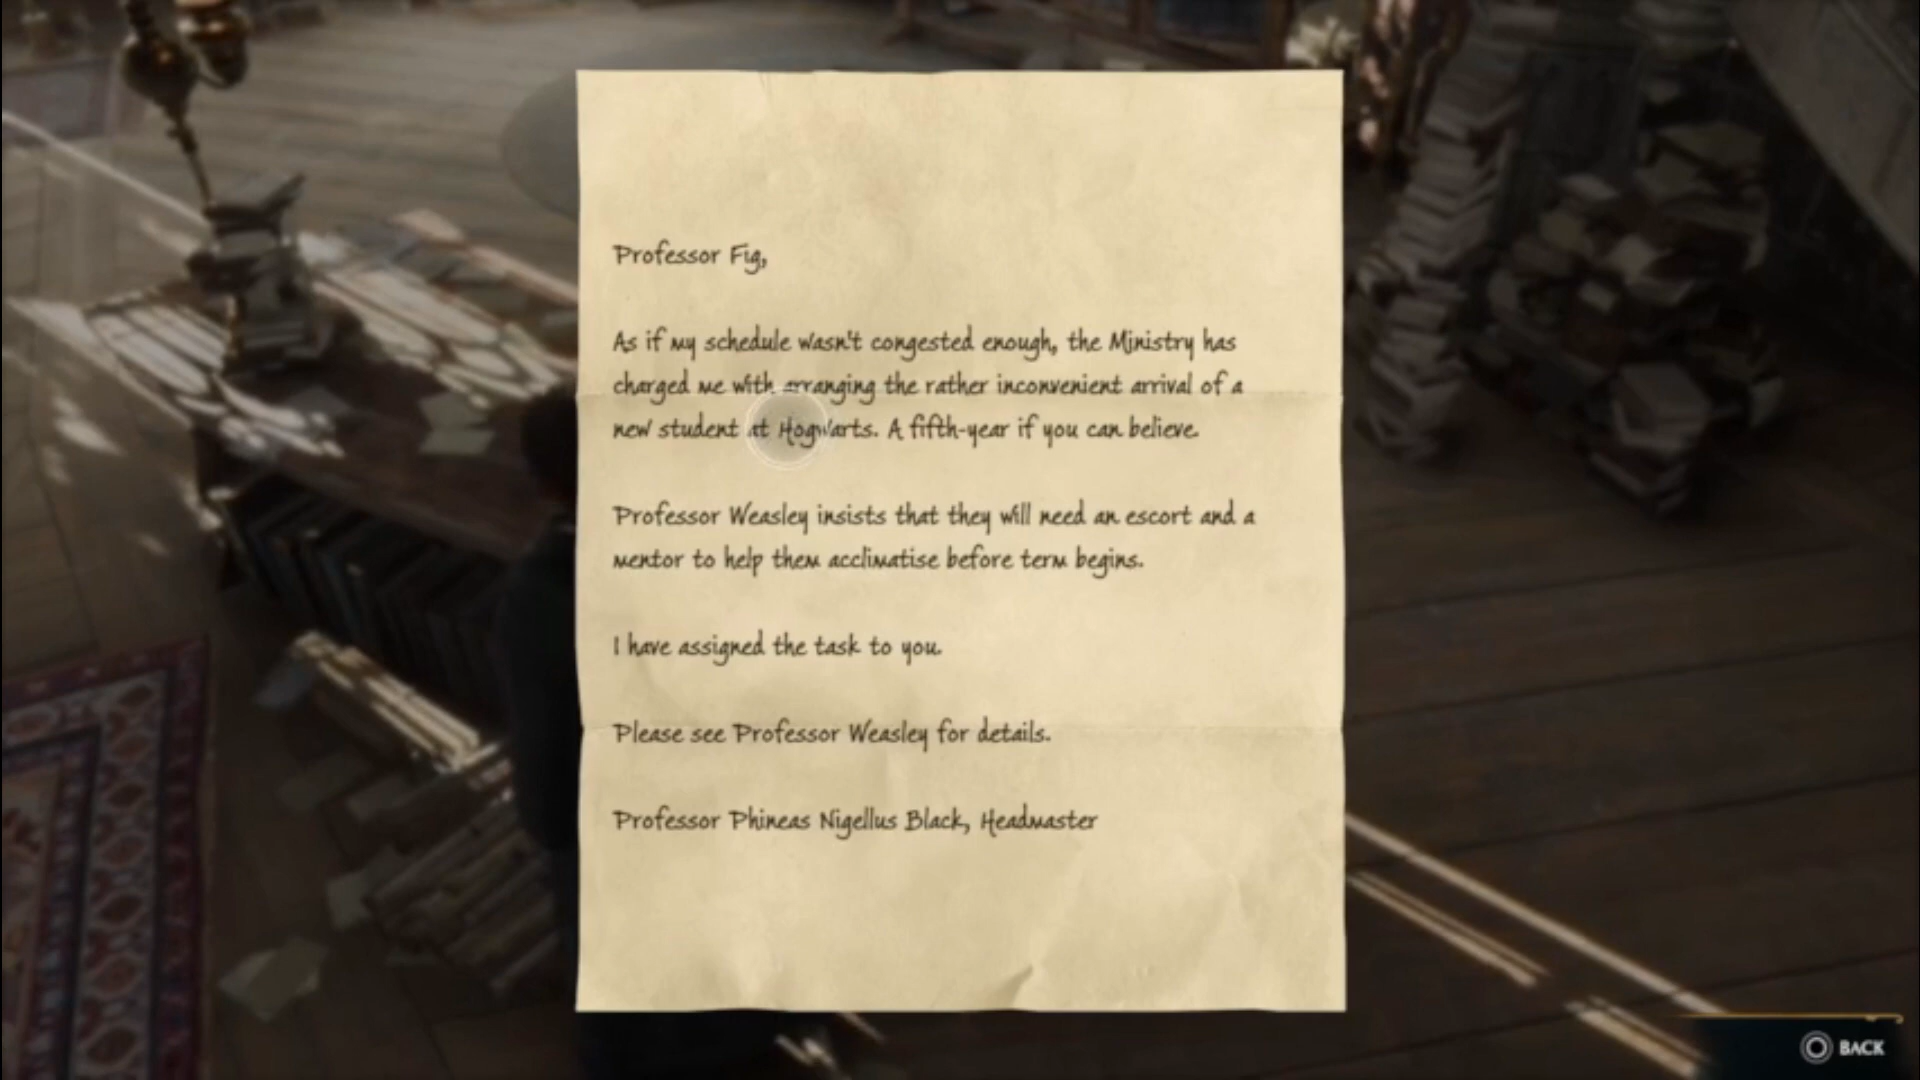 Professor Fig,
As if my schedule wasn't congested enough, the Ministry has
charged me with arranging the rather inconvenient arrival of a
new student at Hogwarts. A fifth-year if you can believe.
Professor Weasley insists that they will need an escort and a
mentor to help them acclimatise before term begins.
I have assigned the task to you.
Please see Professor Weasley for details.
Professor Phineas Nigellus Black, Headmaster
BACK